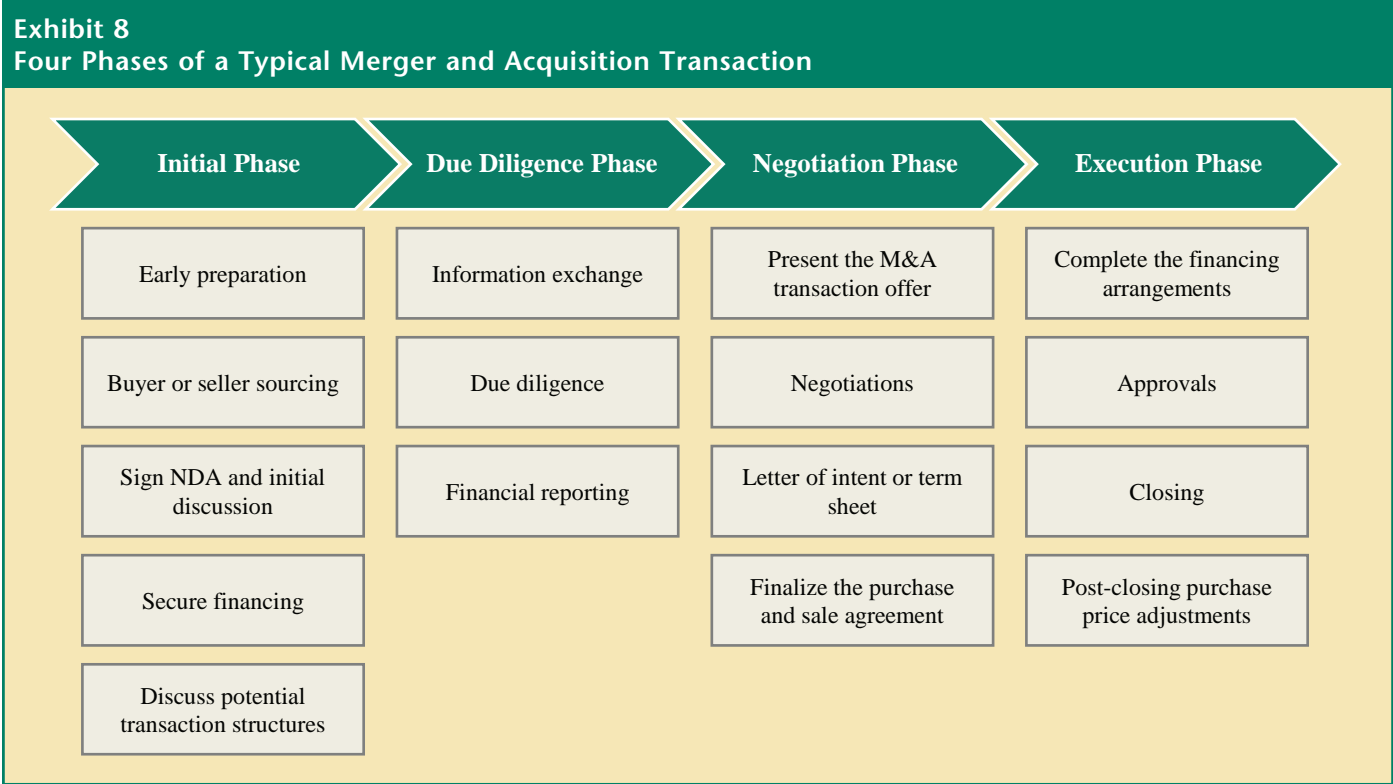 Exhibit 8
Four Phases of a Typical Merger and Acquisition Transaction
Initial Phase
Early preparation
Buyer or seller sourcing
Sign NDA and initial
discussion
Secure financing
Discuss potential
transaction structures
Due Diligence Phase
Information exchange
Due diligence
Financial reporting
Negotiation Phase
Present the M&A
transaction offer
Negotiations
Letter of intent or term
sheet
Finalize the purchase
and sale agreement
Execution Phase
Complete the financing
arrangements
Approvals
Closing
Post-closing purchase
price adjustments